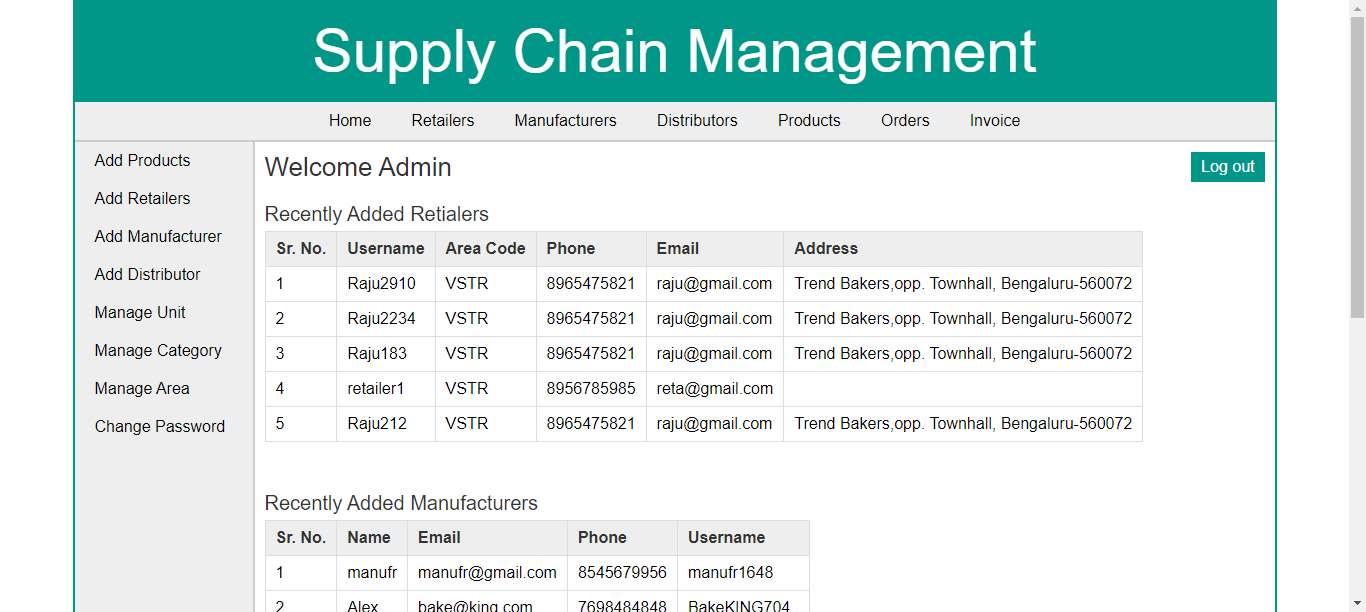 Supply Chain Management
Home Retailers Manufacturers Distributors Products Orders Invoice
Add Products
Add Retailers
Add Manufacturer
Add Distributor
Manage Unit
Manage Category
Manage Area
Change Password
Welcome Admin
Log out
Recently Added Retialers
Sr. No. Username Area Code Phone Email Address
1 Raju2910 VSTR 8965475821 raju@gmail.com Trend Bakers,opp. Townhall, Bengaluru-560072
2 Raju2234 VSTR 8965475821 raju@gmail.com Trend Bakers,opp. Townhall, Bengaluru-560072
3 Raju183 VSTR 8965475821 raju@gmail.com Trend Bakers,opp. Townhall, Bengaluru-560072
4 retailer1 VSTR 8956785985 reta@gmail.com
5 Raju212 VSTR 8965475821 raju@gmail.com Trend Bakers,opp. Townhall, Bengaluru-560072
Recently Added Manufacturers
Sr. No. Name Email Phone Username
1 manufr manufr@gmail.com 8545679956 manufr1648
2 Alex bake@king.com 7698484848 BakeKING704